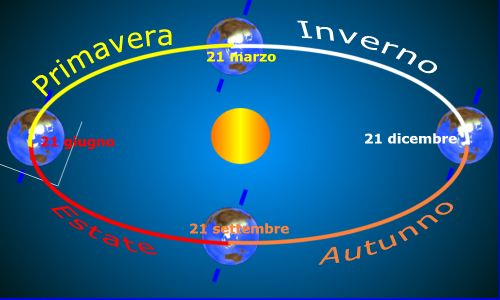 Primavera
Inverno
21 marzo
21 giugno
21 dicembre
21 settembre
Estate
Autunno